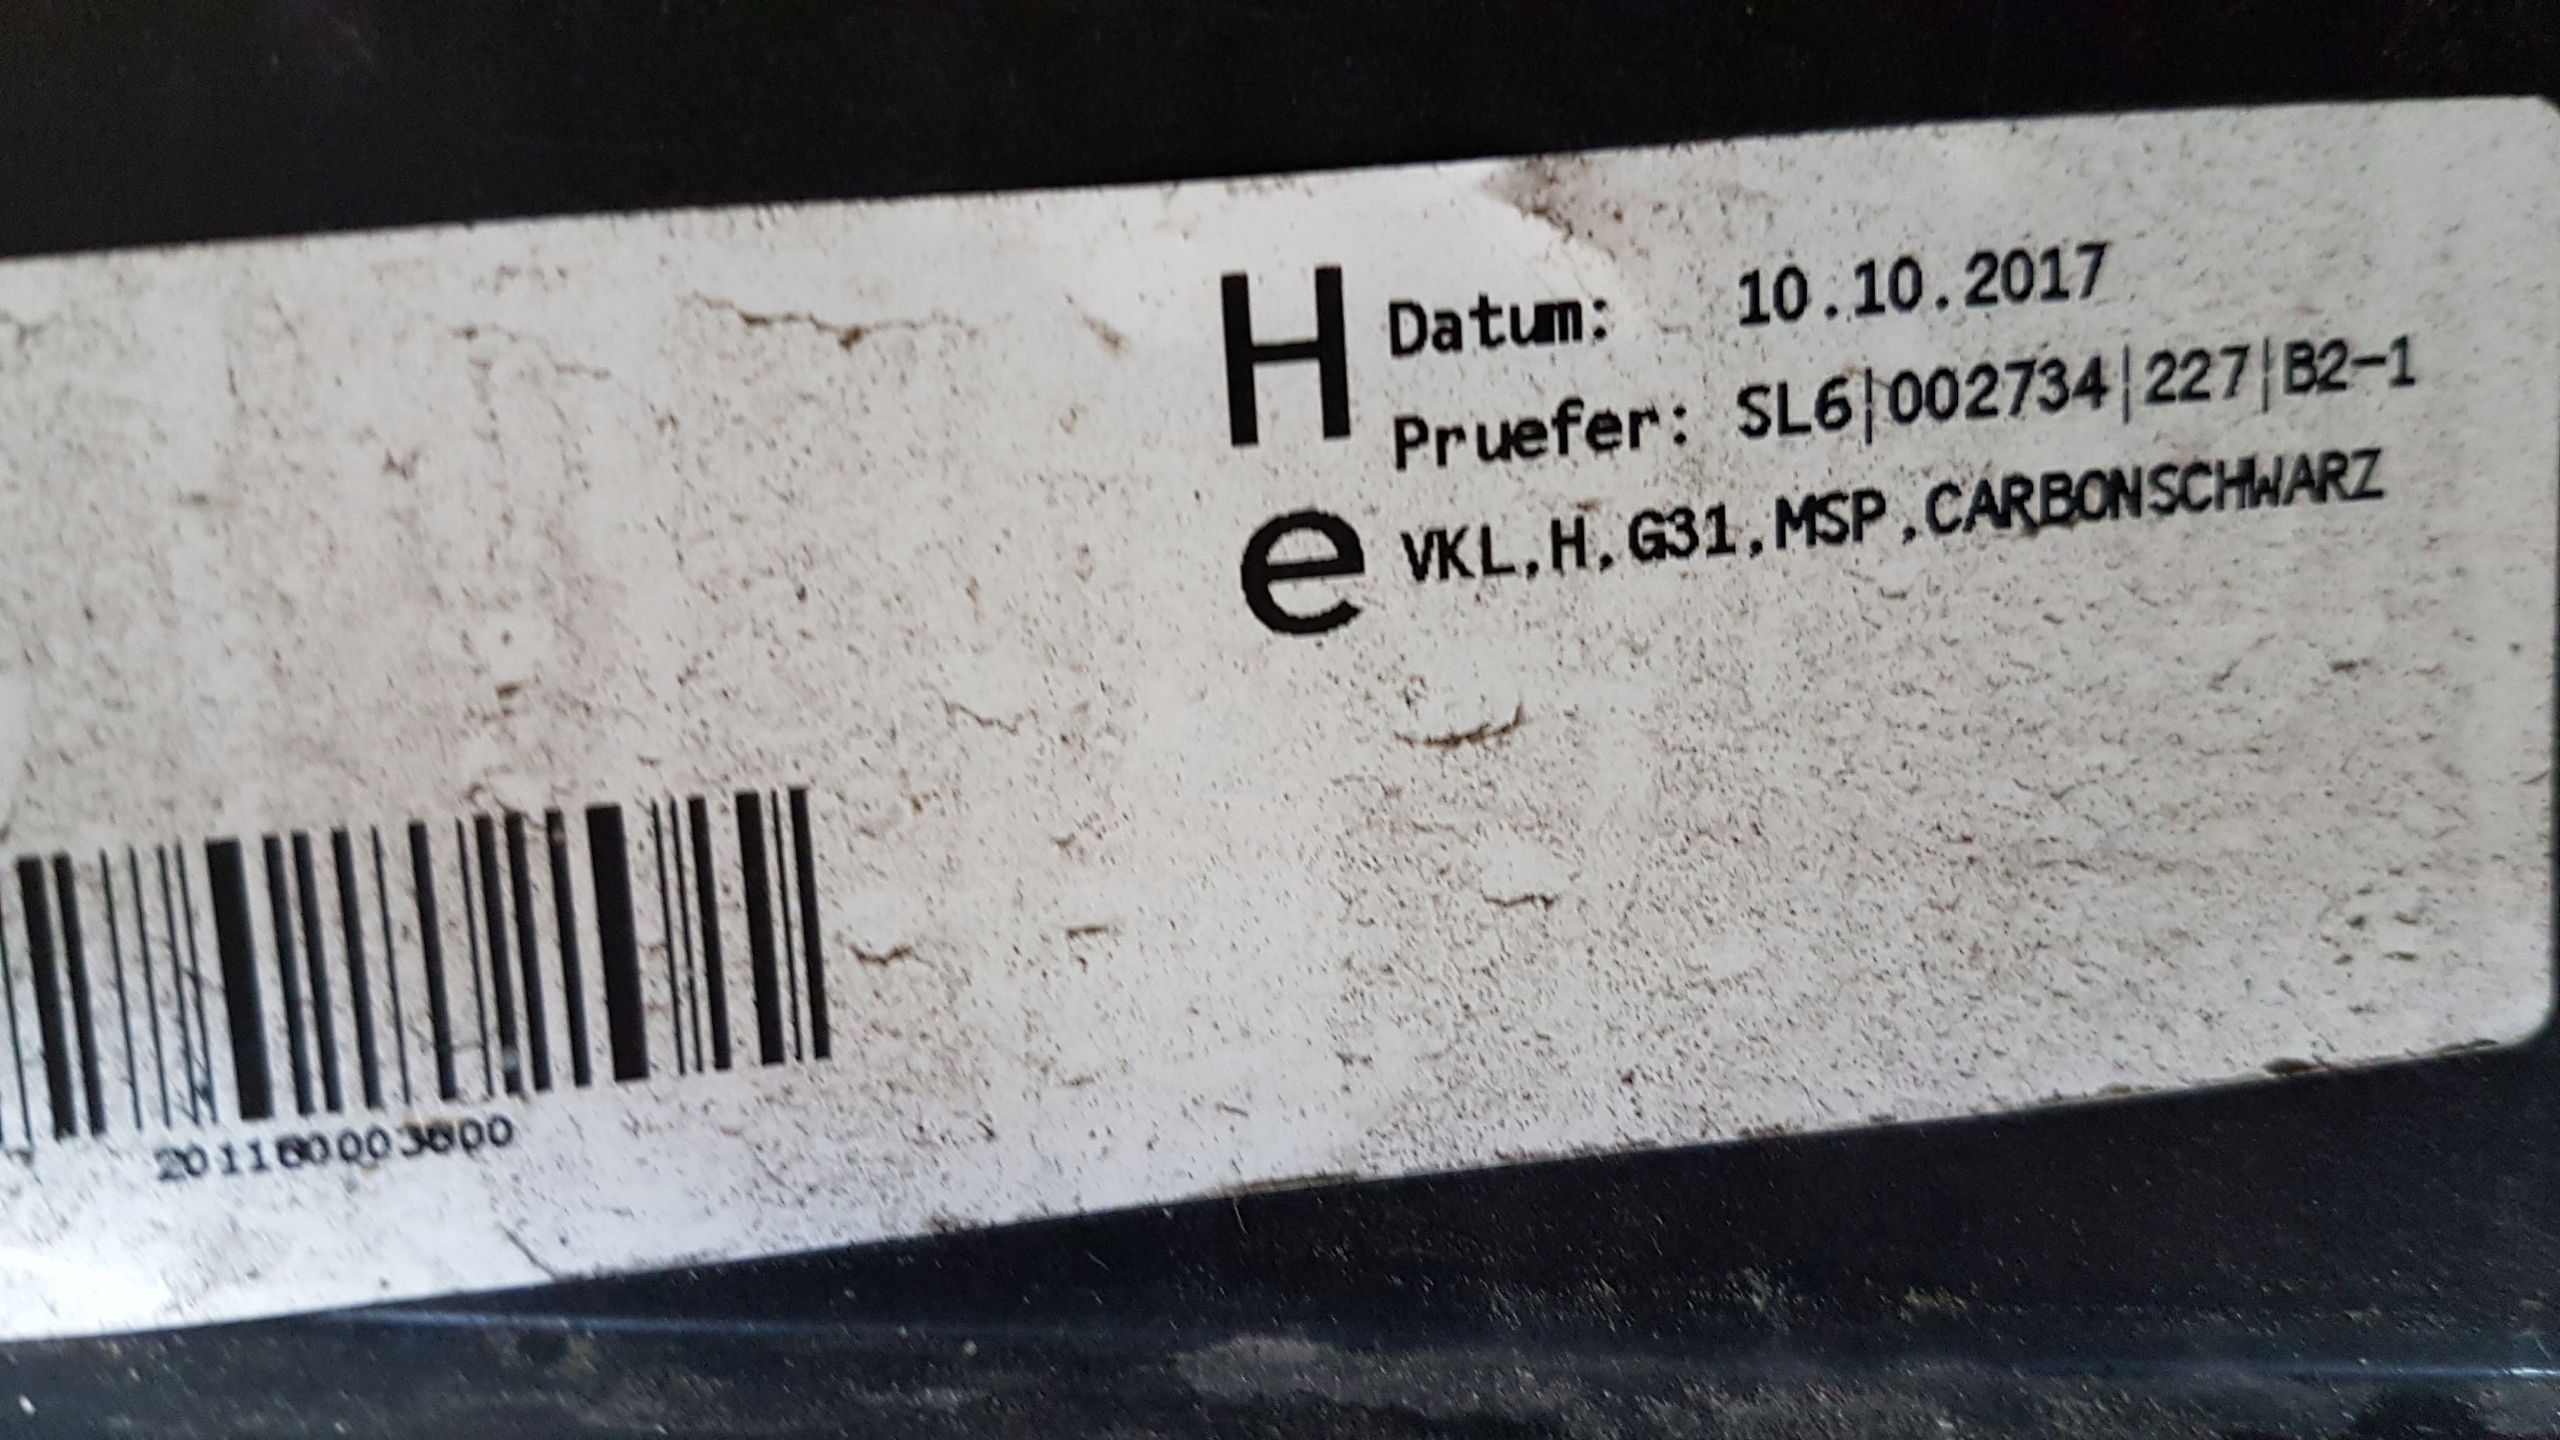 H Datum: 10.10.2017
Pruefer: SL6|002734|227|B2-1
e VKL,H,G31,MSP,CARBONSCHWARZ